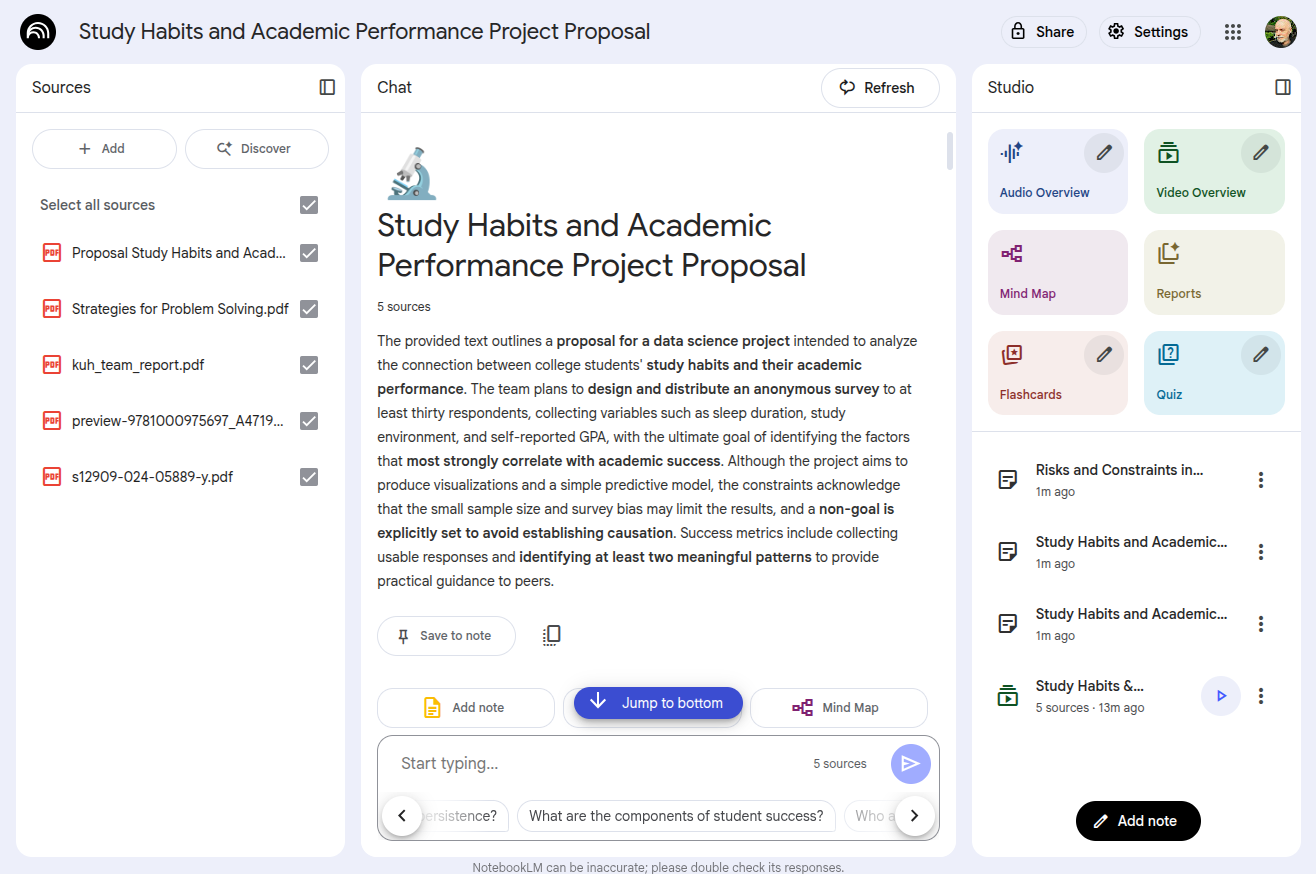 Study Habits and Academic Performance Project Proposal
Share
Settings
Sources
Add
Discover
Select all sources
Proposal Study Habits and Acad...
Strategies for Problem Solving.pdf
kuh_team_report.pdf
preview-9781000975697_A4719...
s12909-024-05889-y.pdf
Chat
Refresh
Study Habits and Academic
Performance Project Proposal
5 sources
The provided text outlines a proposal for a data science project intended to analyze
the connection between college students' study habits and their academic
performance. The team plans to design and distribute an anonymous survey to at
least thirty respondents, collecting variables such as sleep duration, study
environment, and self-reported GPA, with the ultimate goal of identifying the factors
that most strongly correlate with academic success. Although the project aims to
produce visualizations and a simple predictive model, the constraints acknowledge
that the small sample size and survey bias may limit the results, and a non-goal is
explicitly set to avoid establishing causation. Success metrics include collecting
usable responses and identifying at least two meaningful patterns to provide
practical guidance to peers.
Save to note
Add note
Jump to bottom
Mind Map
Start typing...
5 sources
ersistence?
What are the components of student success?
Who a
NotebookLM can be inaccurate; please double check its responses.
Studio
Audio Overview
Video Overview
Mind Map
Reports
Flashcards
Quiz
PDF
PDF
PDF
PDF
PDF
Risks and Constraints in...
1m ago
Study Habits and Academic...
1m ago
Study Habits and Academic...
1m ago
Study Habits &...
5 sources · 13m ago
Add note